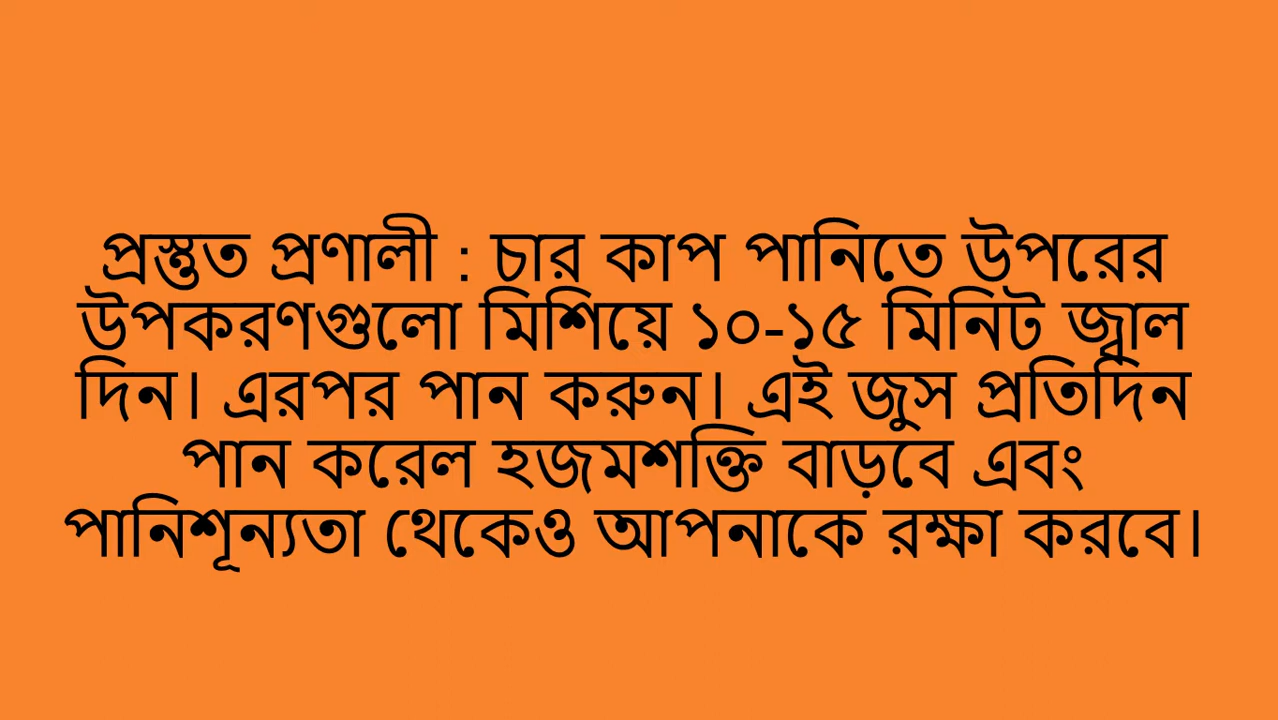 প্রস্তুত প্রণালী : চার কাপ পানিতে উপরের
উপকরণগুলো মিশিয়ে ১০-১৫ মিনিট জ্বাল
দিন। এরপর পান করুন। এই জুস প্রতিদিন
পান করেল হজমশক্তি বাড়বে এবং
পানিশূন্যতা থেকেও আপনাকে রক্ষা করবে।